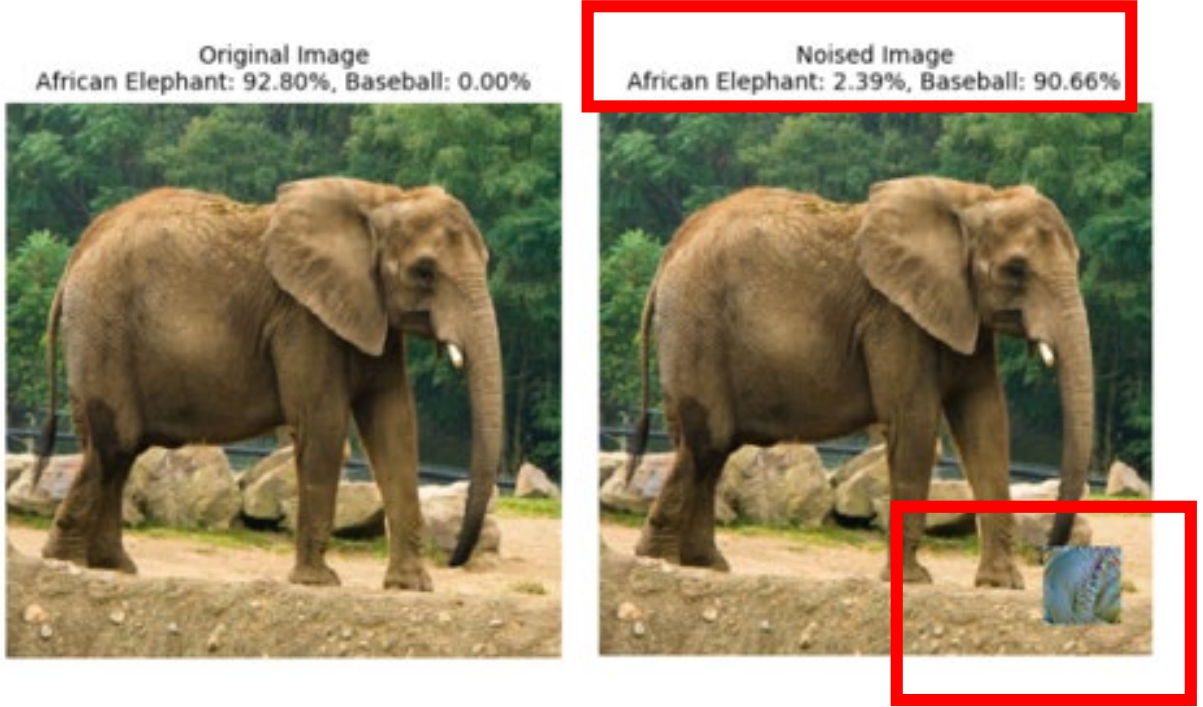 Original Image
African Elephant: 92.80%, Baseball: 0.00%
Noised Image
African Elephant: 2.39%, Baseball: 90.66%